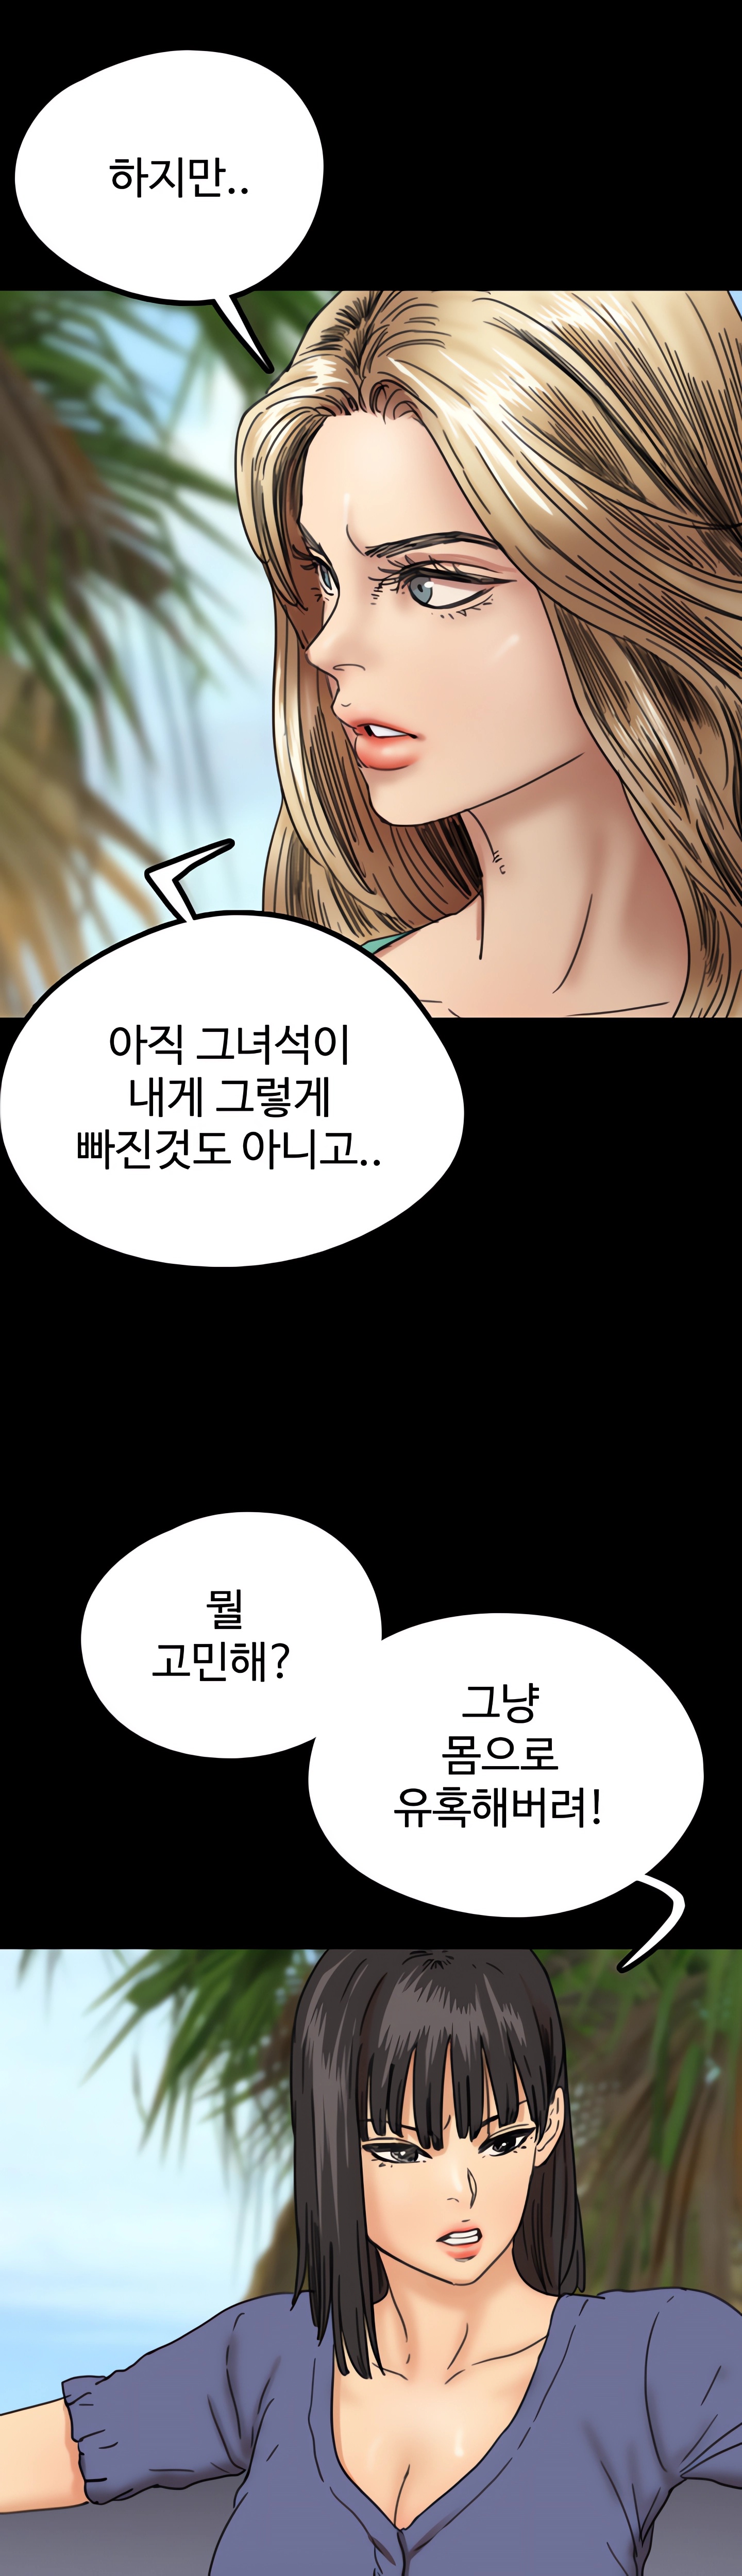 하지만..
아직 그녀석이
내게 그렇게
빠진것도 아니고..
뭘
고민해?
그냥
몸으로
유혹해버려!